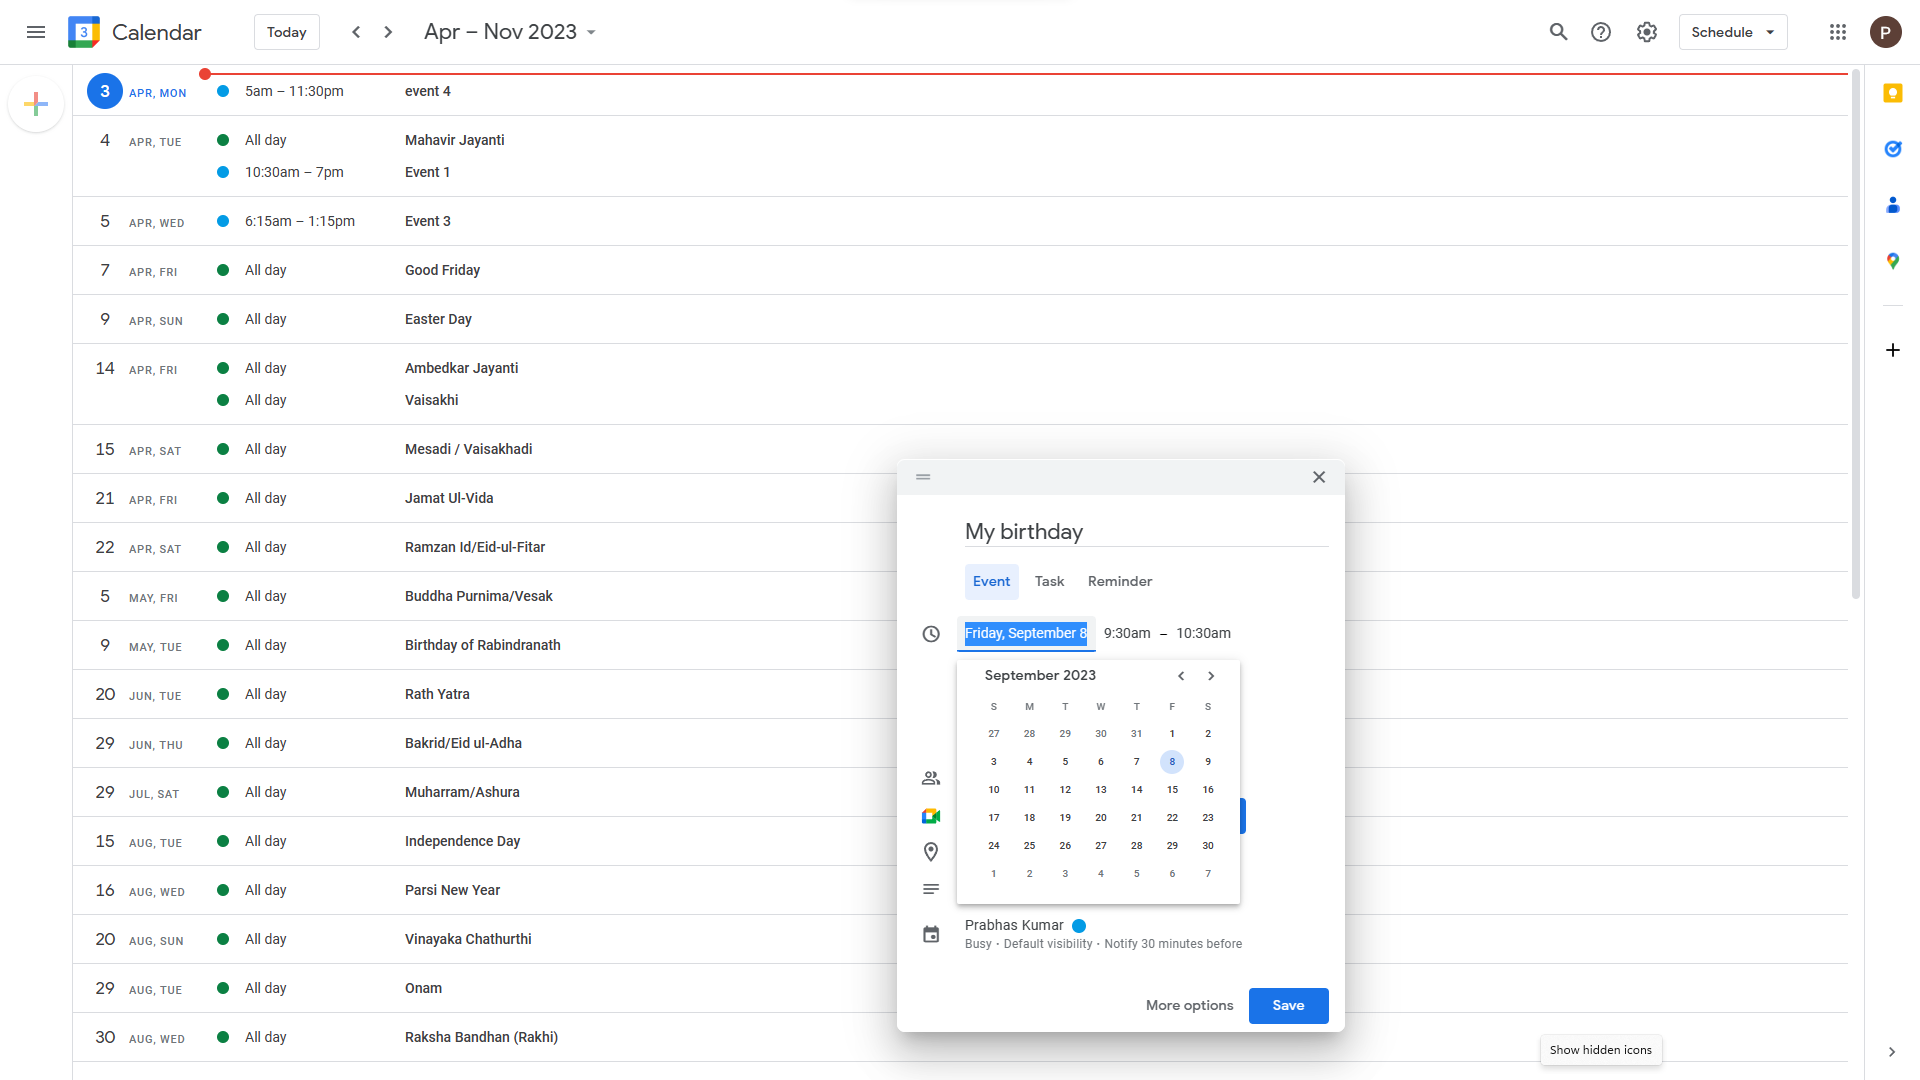 3 Calendar Today Apr – Nov 2023 Schedule P
3 APR, MON 5am – 11:30pm event 4
4 APR, TUE All day Mahavir Jayanti
10:30am – 7pm Event 1
5 APR, WED 6:15am – 1:15pm Event 3
7 APR, FRI All day Good Friday
9 APR, SUN All day Easter Day
14 APR, FRI All day Ambedkar Jayanti
All day Vaisakhi
15 APR, SAT All day Mesadi / Vaisakhadi
21 APR, FRI All day Jamat Ul-Vida
22 APR, SAT All day Ramzan Id/Eid-ul-Fitar
5 MAY, FRI All day Buddha Purnima/Vesak
9 MAY, TUE All day Birthday of Rabindranath
20 JUN, TUE All day Rath Yatra
29 JUN, THU All day Bakrid/Eid ul-Adha
29 JUL, SAT All day Muharram/Ashura
15 AUG, TUE All day Independence Day
16 AUG, WED All day Parsi New Year
20 AUG, SUN All day Vinayaka Chathurthi
29 AUG, TUE All day Onam
30 AUG, WED All day Raksha Bandhan (Rakhi)
My birthday
Event Task Reminder
Friday, September 8 9:30am – 10:30am
September 2023
S M T W T F S
27 28 29 30 31 1 2
3 4 5 6 7 8 9
10 11 12 13 14 15 16
17 18 19 20 21 22 23
24 25 26 27 28 29 30
1 2 3 4 5 6 7
Prabhas Kumar
Busy · Default visibility · Notify 30 minutes before
More options Save
Show hidden icons